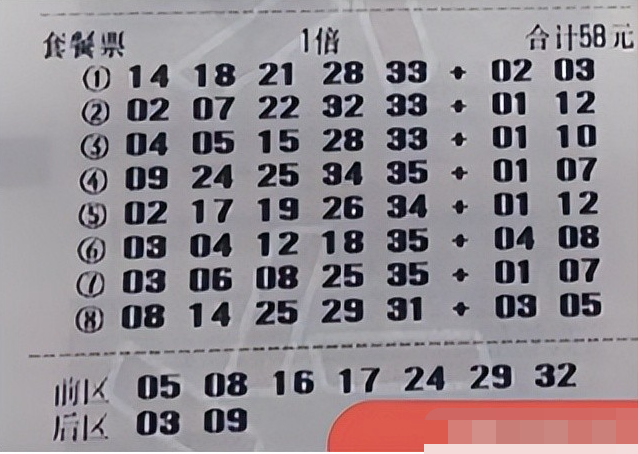 套餐票 1倍 合计58元
① 14 18 21 28 33 + 02 03
② 02 07 22 32 33 + 01 12
③ 04 05 15 28 33 + 01 10
④ 09 24 25 34 35 + 01 07
⑤ 02 17 19 26 34 + 01 12
⑥ 03 04 12 18 35 + 04 08
⑦ 03 06 08 25 35 + 01 07
⑧ 08 14 25 29 31 + 03 05
前区 05 08 16 17 24 29 32
后区 03 09